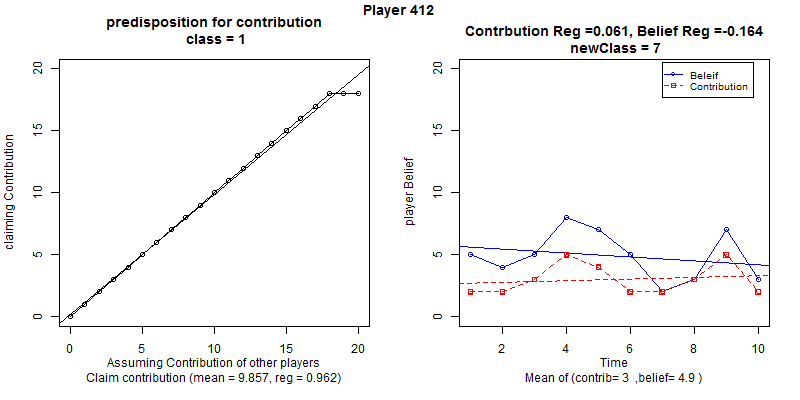 Player 412
predisposition for contribution
class = 1
claiming Contribution
0 5 10 15 20
0 5 10 15 20
Assuming Contribution of other players
Claim contribution (mean = 9.857, reg = 0.962)
Contrbution Reg =0.061, Belief Reg =-0.164
newClass = 7
Beleif
Contribution
player Belief
0 5 10 15 20
2 4 6 8 10
Time
Mean of (contrib= 3 ,belief= 4.9 )